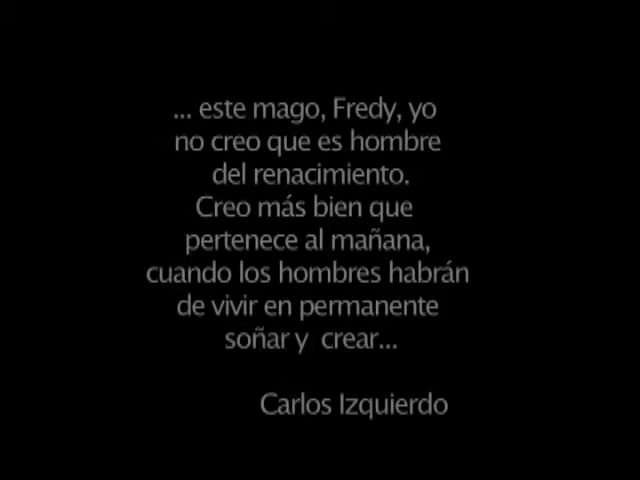 ... este mago, Fredy, yo
no creo que es hombre
del renacimiento.
Creo más bien que
pertenece al mañana,
cuando los hombres habrán
de vivir en permanente
soñar y crear...
Carlos Izquierdo